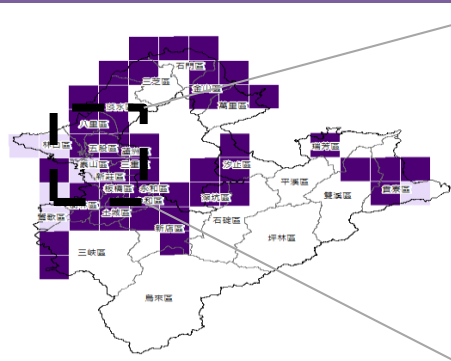 石門區
三芝區
金山區
淡水區
萬里區
八里區
林口區
五股區
蘆洲
瑞芳區
泰山區
三重區
汐止區
新莊區
平溪區
板橋區
永和區
雙溪區
貢寮區
深坑區
和區
土城區
鶯歌區
石碇區
新店區
坪林區
三峽區
烏來區